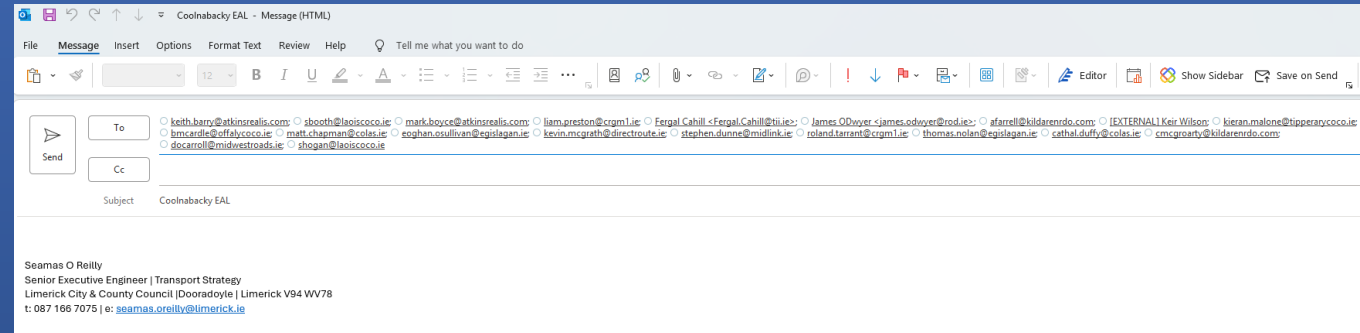 Coolnabacky EAL - Message (HTML)
File Message Insert Options Format Text Review Help Tell me what you want to do
12 B I U A Editor Show Sidebar Save on Send
To keith.barry@atkinsrealis.com; sbooth@laoiscoco.ie; mark.boyce@atkinsrealis.com; liam.preston@crgm1.ie; Fergal Cahill <Fergal.Cahill@tii.ie>; James ODwyer <james.odwyer@rod.ie>; afarrell@kildarenrdo.com; [EXTERNAL] Keir Wilson; kieran.malone@tipperarycoco.ie;
bmcardle@offalycoco.ie; matt.chapman@colas.ie; eoghan.osullivan@egislagan.ie; kevin.mcgrath@directroute.ie; stephen.dunne@midlink.ie; roland.tarrant@crgm1.ie; thomas.nolan@egislagan.ie; cathal.duffy@colas.ie; cmcgroarty@kildarenrdo.com;
docarroll@midwestroads.ie; shogan@laoiscoco.ie
Send
Cc
Subject Coolnabacky EAL
Seamas O Reilly
Senior Executive Engineer | Transport Strategy
Limerick City & County Council |Dooradoyle | Limerick V94 WV78
t: 087 166 7075 | e: seamas.oreilly@limerick.ie